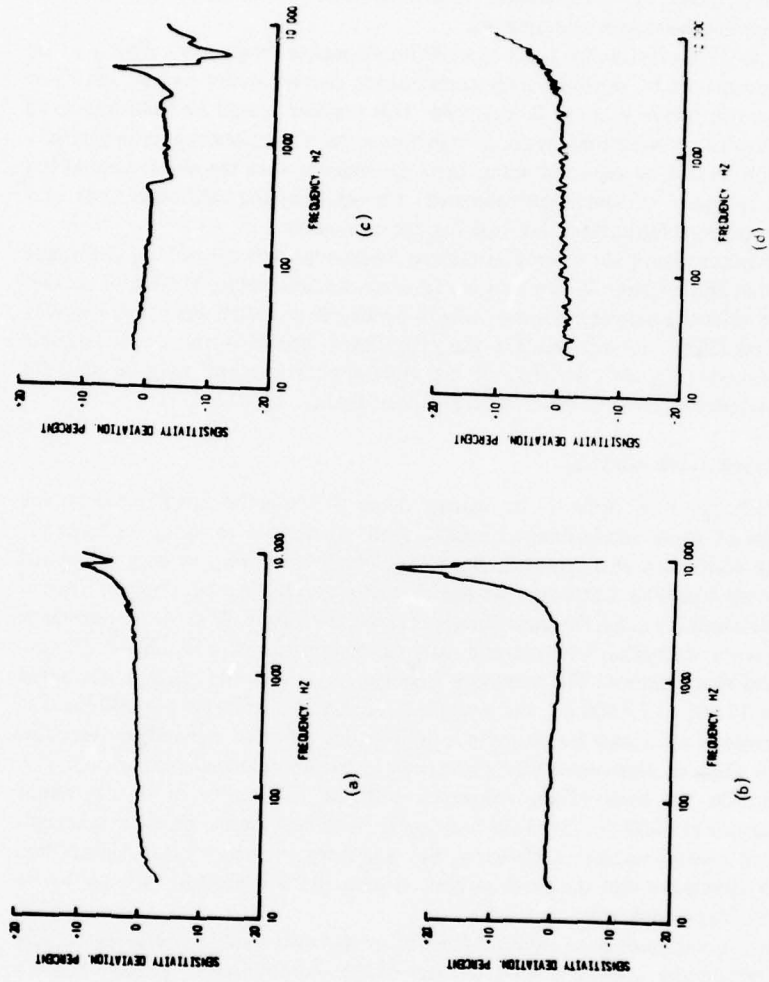 SENSITIVITY DEVIATION, PERCENT
+20
+10
0
-10
-20
10
100
1000
10 000
FREQUENCY, HZ
(a)
SENSITIVITY DEVIATION, PERCENT
+20
+10
0
-10
-20
10
100
1000
10 000
FREQUENCY, HZ
(c)
SENSITIVITY DEVIATION, PERCENT
+20
+10
0
-10
-20
10
100
1000
10.000
FREQUENCY, HZ
(b)
SENSITIVITY DEVIATION, PERCENT
+20
+10
0
-10
-20
10
100
1000
FREQUENCY, HZ
(d)